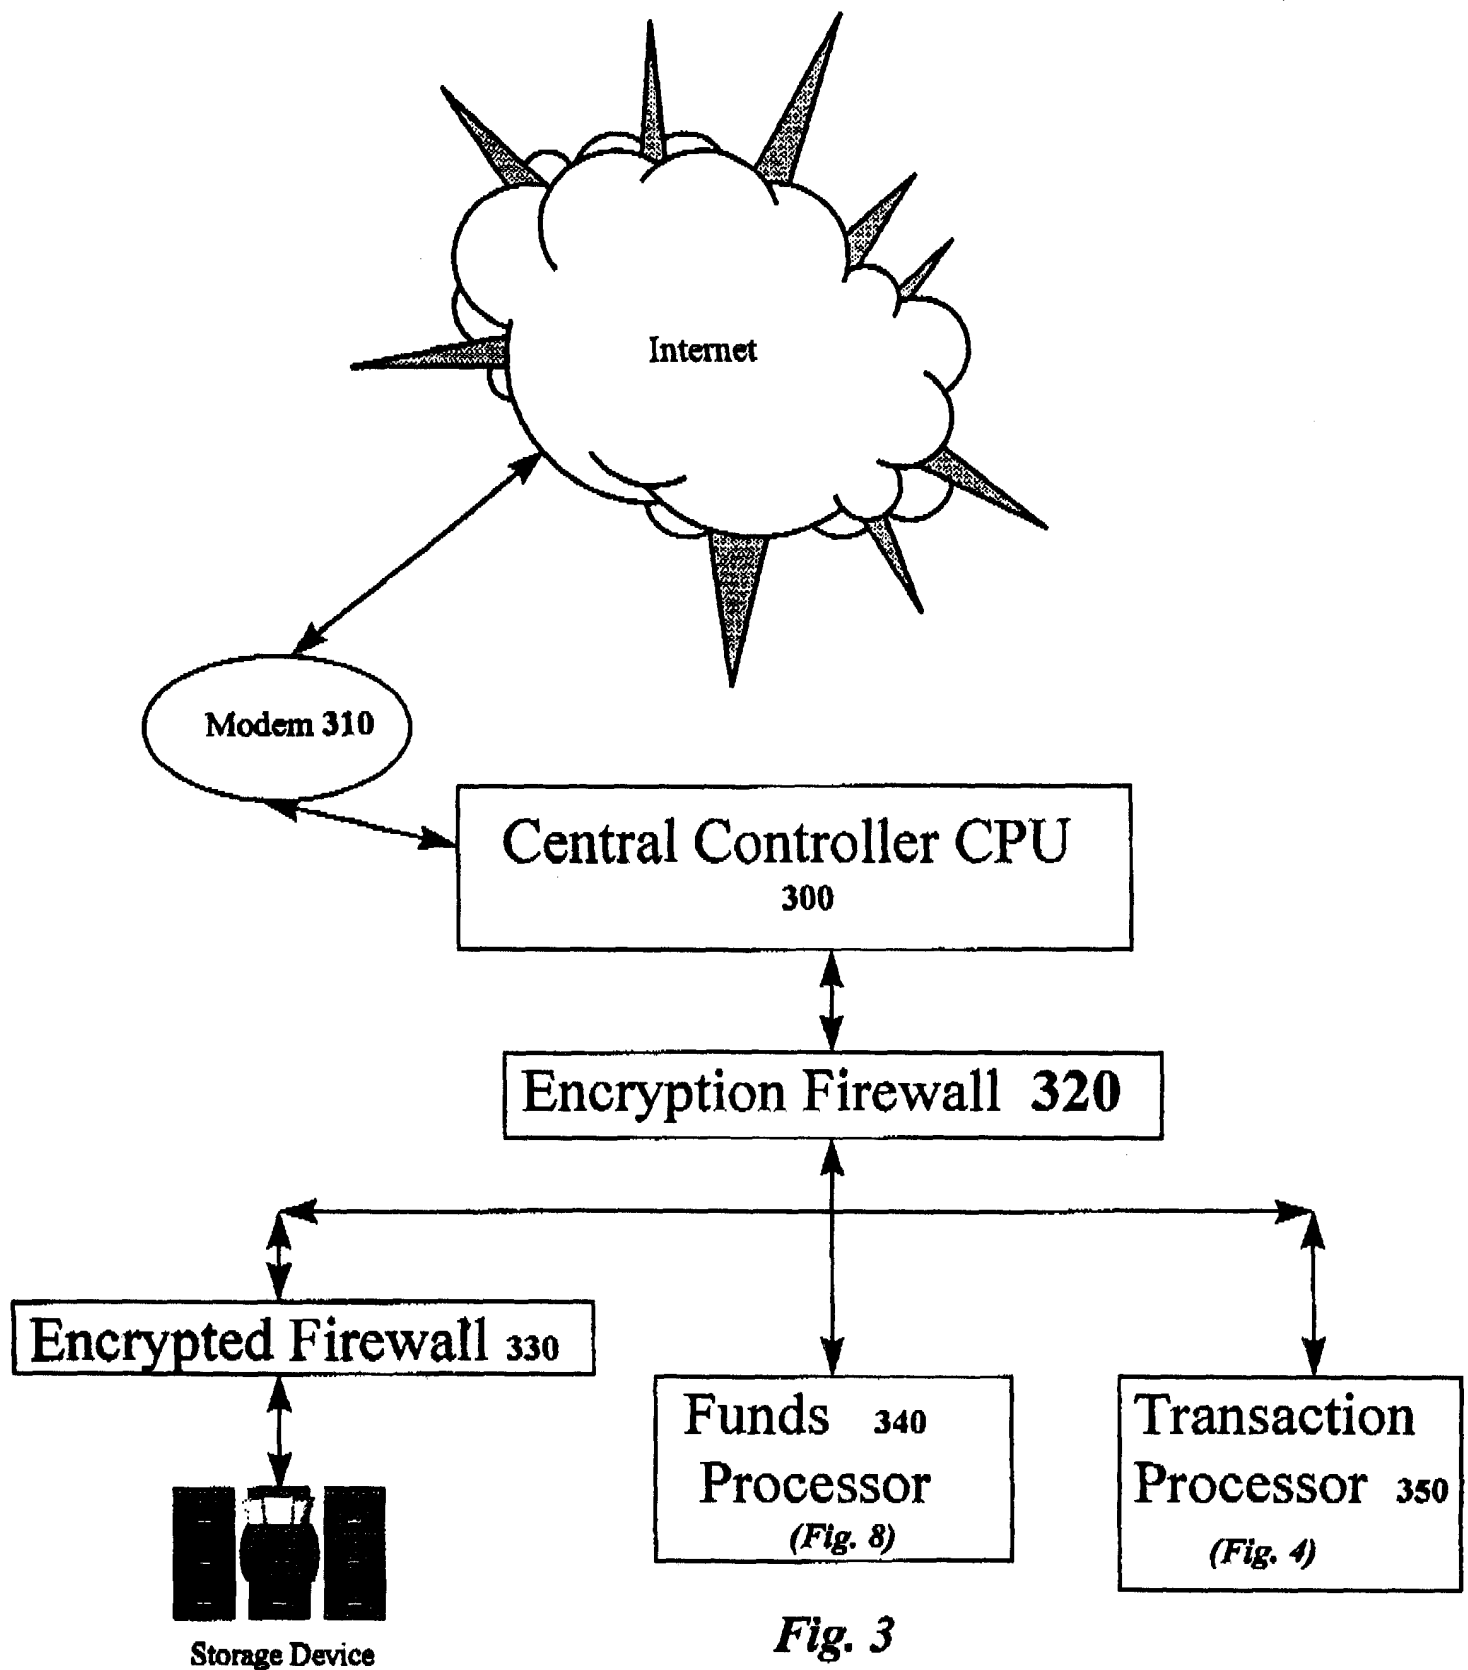 Internet
Modem 310
Central Controller CPU
300
Encryption Firewall 320
Encrypted Firewall 330
Funds 340
Processor
(Fig. 8)
Transaction
Processor 350
(Fig. 4)
Storage Device
Fig. 3